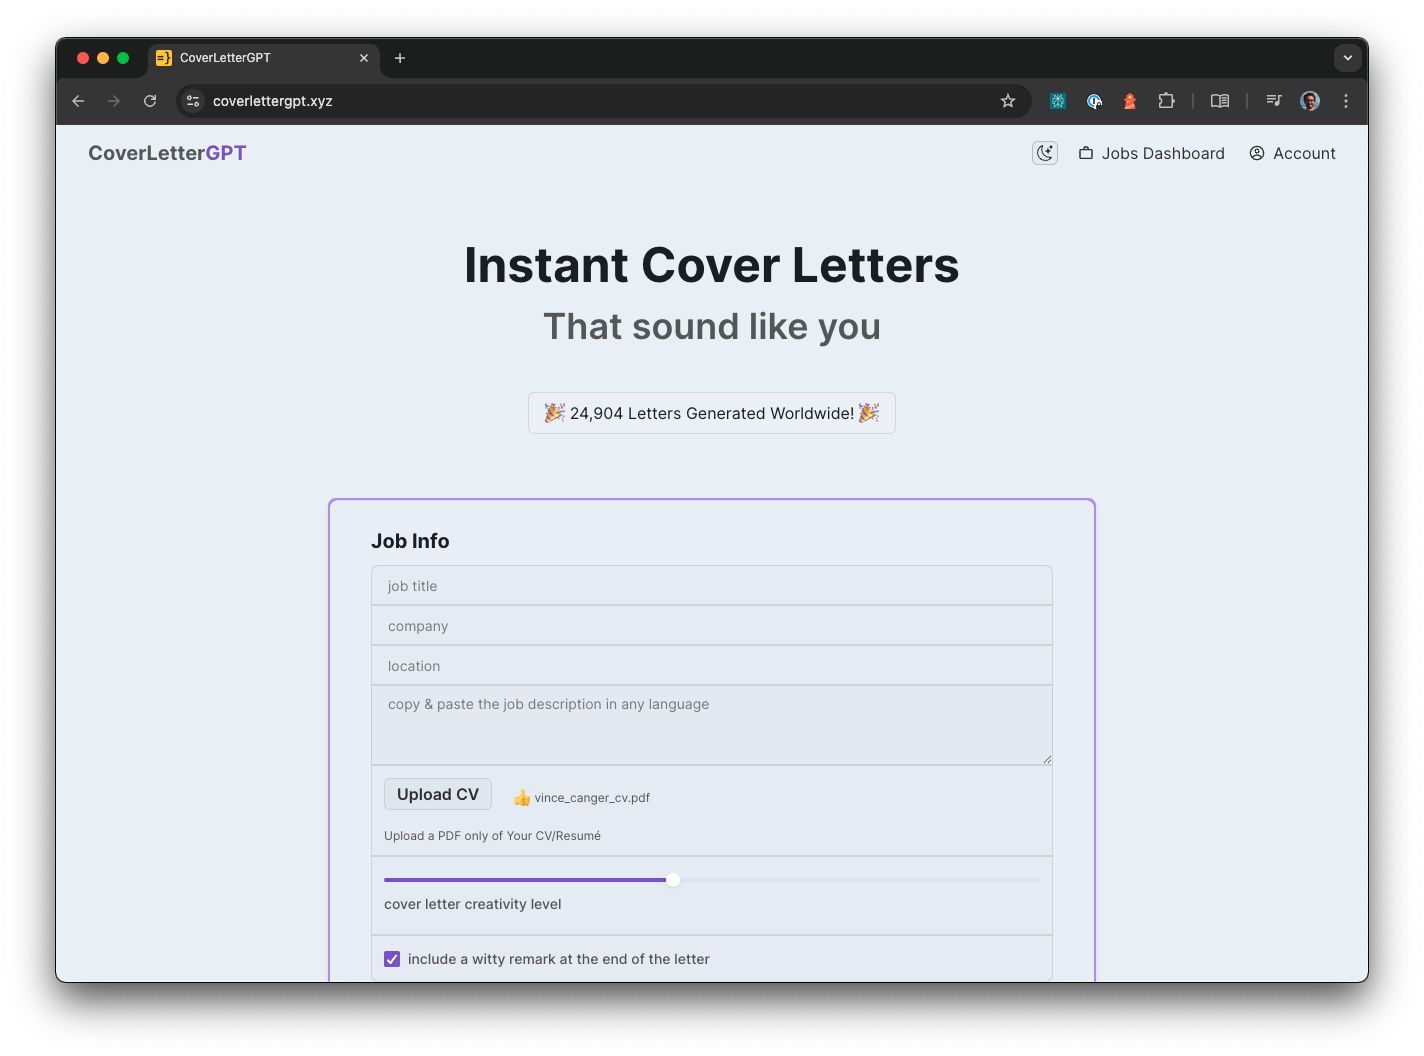 CoverLetterGPT
coverlettergpt.xyz
CoverLetterGPT
Jobs Dashboard
Account
Instant Cover Letters
That sound like you
🎉 24,904 Letters Generated Worldwide! 🎉
Job Info
job title
company
location
copy & paste the job description in any language
Upload CV
👍 vince_canger_cv.pdf
Upload a PDF only of Your CV/Resumé
cover letter creativity level
include a witty remark at the end of the letter